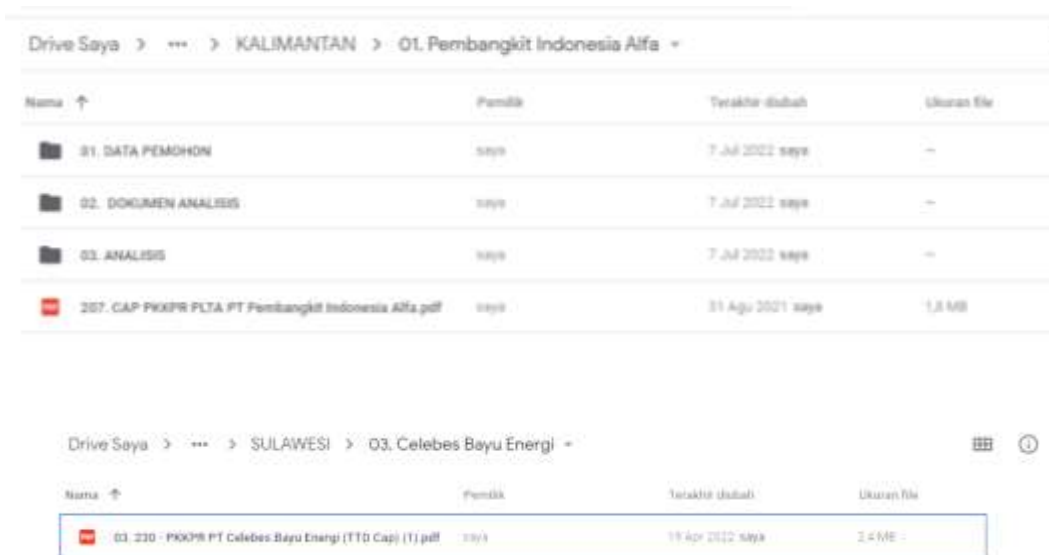 Drive Saya > ••• > KALIMANTAN > 01. Pembangkit Indonesia Alfa
Nama ↑ Pemilik Terakhir diubah Ukuran file
01. DATA PEMOHON saya 7 Jul 2022 saya –
02. DOKUMEN ANALISIS saya 7 Jul 2022 saya –
03. ANALISIS saya 7 Jul 2022 saya –
207. CAP PKKPR PLTA PT Pembangkit Indonesia Alfa.pdf saya 31 Agu 2021 saya 1,8 MB
Drive Saya > ••• > SULAWESI > 03. Celebes Bayu Energi
Nama ↑ Pemilik Terakhir diubah Ukuran file
03. 230 - PKKPR PT Celebes Bayu Energi (TTD Cap) (1).pdf saya 19 Apr 2022 saya 2,4 MB